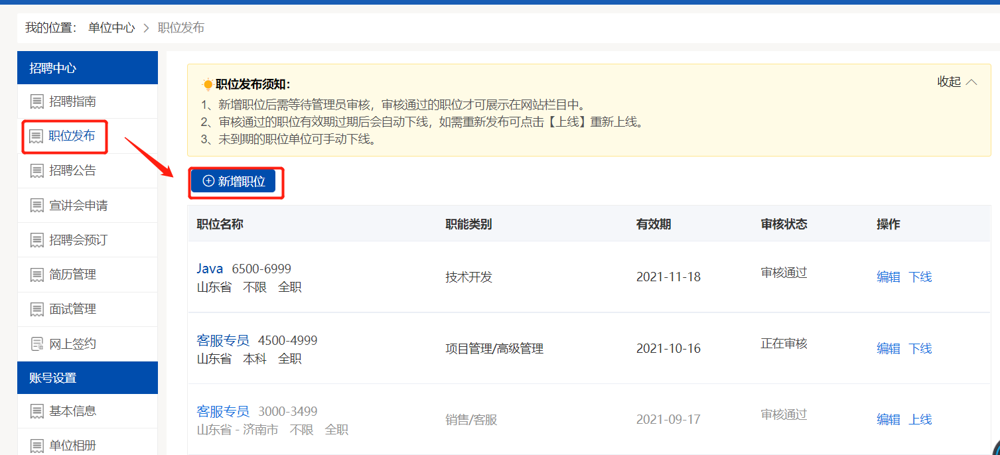 我的位置： 单位中心 > 职位发布
招聘中心
招聘指南
职位发布
招聘公告
宣讲会申请
招聘会预订
简历管理
面试管理
网上签约
账号设置
基本信息
单位相册
职位发布须知：
收起
1、新增职位后需等待管理员审核，审核通过的职位才可展示在网站栏目中。
2、审核通过的职位有效期过期后会自动下线，如需重新发布可点击【上线】重新上线。
3、未到期的职位单位可手动下线。
新增职位
职位名称 职能类别 有效期 审核状态 操作
Java 6500-6999
山东省 不限 全职
技术开发 2021-11-18 审核通过 编辑 下线
客服专员 4500-4999
山东省 本科 全职
项目管理/高级管理 2021-10-16 正在审核 编辑 下线
客服专员 3000-3499
山东省 - 济南市 不限 全职
销售/客服 2021-09-17 审核通过 编辑 上线